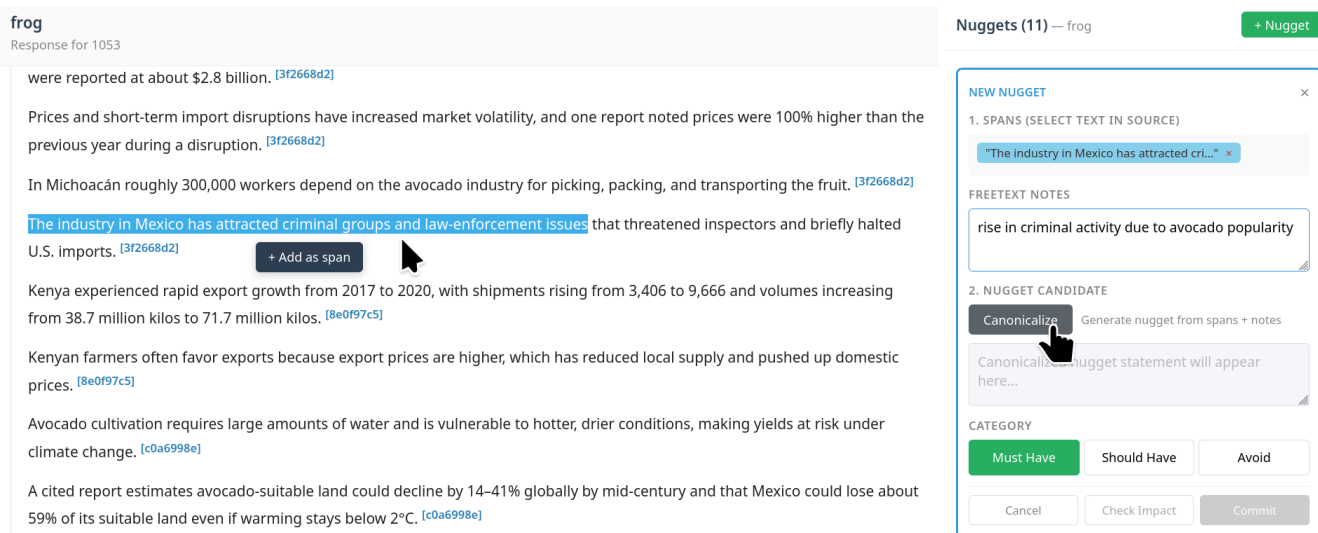 frog
Response for 1053
were reported at about $2.8 billion. [3f2668d2]
Prices and short-term import disruptions have increased market volatility, and one report noted prices were 100% higher than the
previous year during a disruption. [3f2668d2]
In Michoacán roughly 300,000 workers depend on the avocado industry for picking, packing, and transporting the fruit. [3f2668d2]
The industry in Mexico has attracted criminal groups and law-enforcement issues that threatened inspectors and briefly halted
U.S. imports. [3f2668d2]
+ Add as span
Kenya experienced rapid export growth from 2017 to 2020, with shipments rising from 3,406 to 9,666 and volumes increasing
from 38.7 million kilos to 71.7 million kilos. [8e0f97c5]
Kenyan farmers often favor exports because export prices are higher, which has reduced local supply and pushed up domestic
prices. [8e0f97c5]
Avocado cultivation requires large amounts of water and is vulnerable to hotter, drier conditions, making yields at risk under
climate change. [c0a6998e]
A cited report estimates avocado-suitable land could decline by 14–41% globally by mid-century and that Mexico could lose about
59% of its suitable land even if warming stays below 2°C. [c0a6998e]
Nuggets (11) — frog
+ Nugget
NEW NUGGET ×
1. SPANS (SELECT TEXT IN SOURCE)
"The industry in Mexico has attracted cri..." ×
FREETEXT NOTES
rise in criminal activity due to avocado popularity
2. NUGGET CANDIDATE
Canonicalize Generate nugget from spans + notes
Canonicalized nugget statement will appear
here...
CATEGORY
Must Have Should Have Avoid
Cancel Check Impact Commit